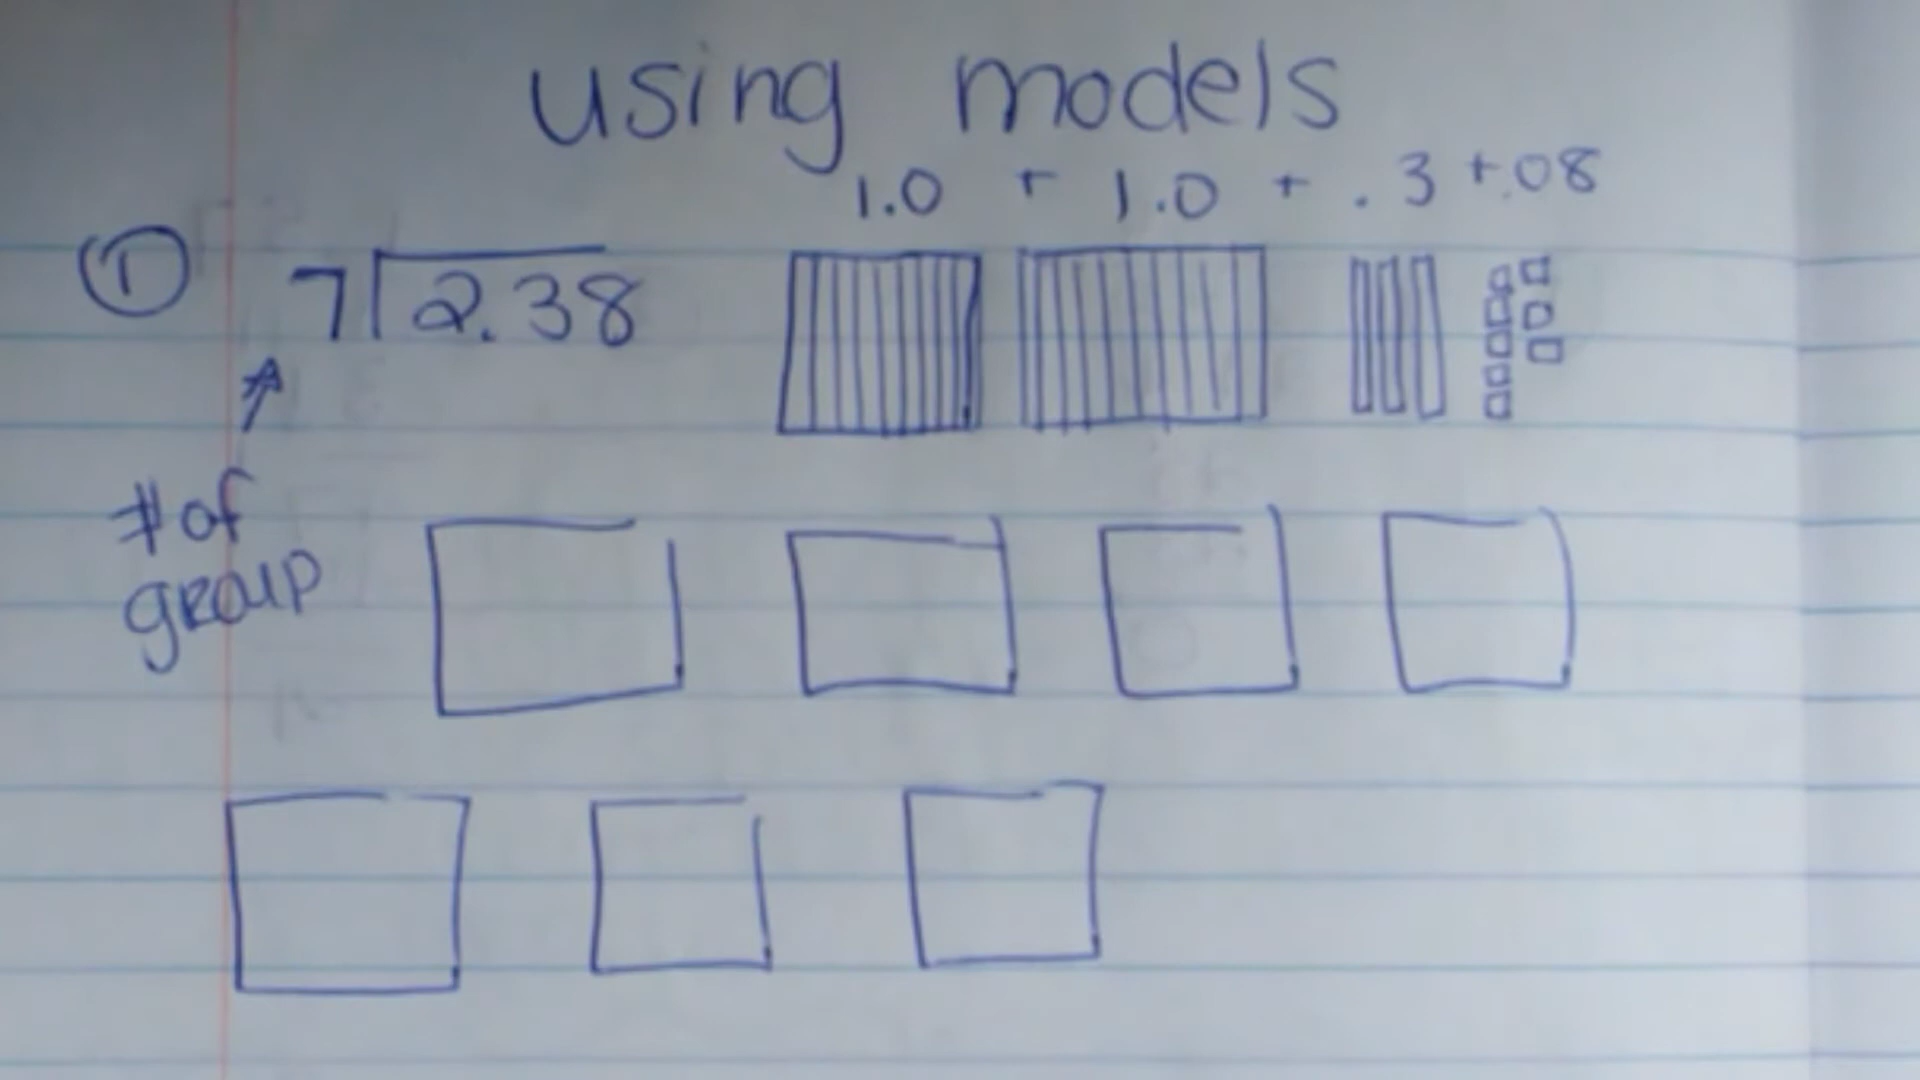 using models
1.0 + 1.0 + .3 +.08
① 7 2.38
# of
group